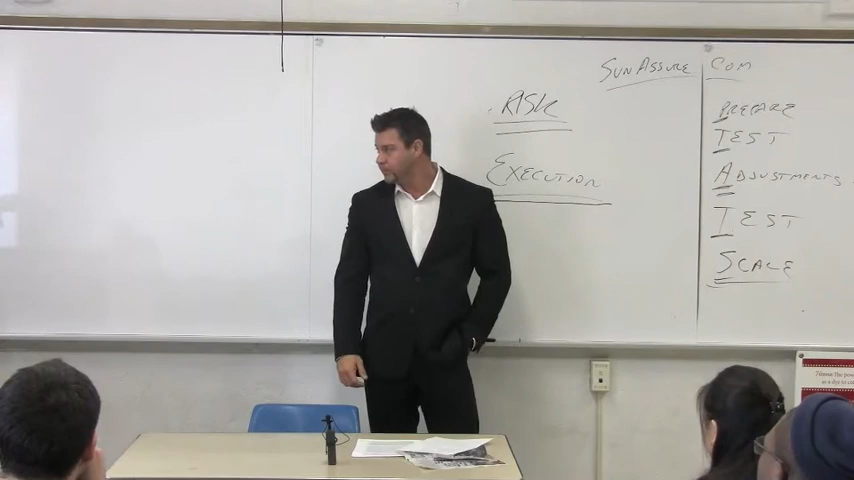 SUNASSURE COM
RISK
EXECUTION
PREPARE
TEST
ADJUSTMENTS
TEST
SCALE